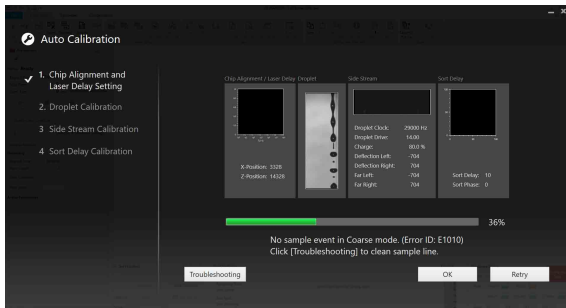 Auto Calibration
1. Chip Alignment and
Laser Delay Setting
2. Droplet Calibration
3 Side Stream Calibration
4 Sort Delay Calibration
Chip Alignment / Laser Delay
X-Position: 3328
Z-Position: 14328
Droplet
Side Stream
Droplet Clock: 29000 Hz
Droplet Drive: 14.00
Charge: 80.0 %
Deflection Left: -704
Deflection Right: 704
Far Left: -704
Far Right: 704
Sort Delay
Sort Delay: 10
Sort Phase: 0
36%
No sample event in Coarse mode. (Error ID: E1010)
Click [Troubleshooting] to clean sample line.
Troubleshooting
OK
Retry